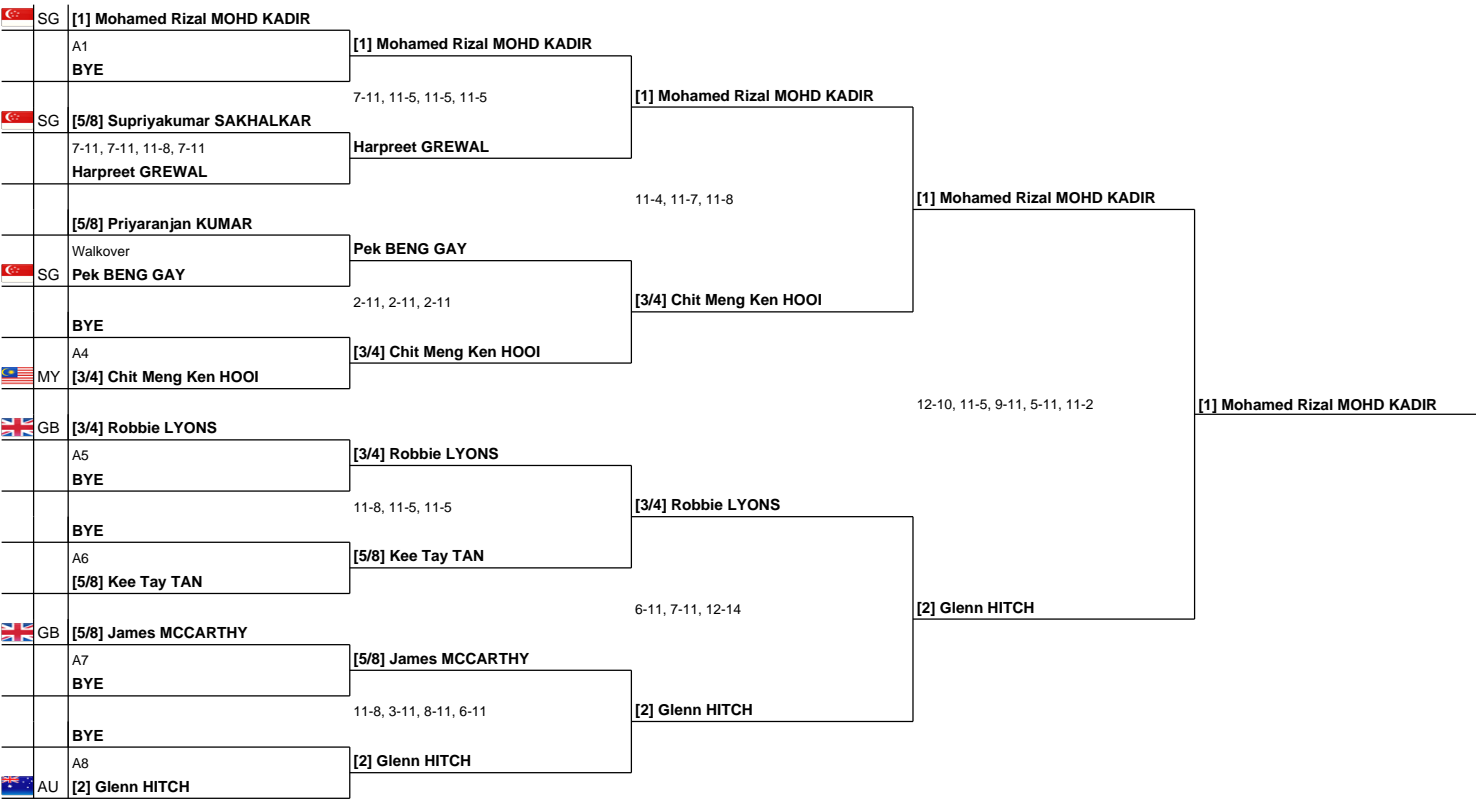 SG [1] Mohamed Rizal MOHD KADIR
A1
[1] Mohamed Rizal MOHD KADIR
BYE
7-11, 11-5, 11-5, 11-5
[1] Mohamed Rizal MOHD KADIR
SG [5/8] Supriyakumar SAKHALKAR
7-11, 7-11, 11-8, 7-11
Harpreet GREWAL
Harpreet GREWAL
11-4, 11-7, 11-8
[1] Mohamed Rizal MOHD KADIR
[5/8] Priyaranjan KUMAR
Walkover
Pek BENG GAY
SG Pek BENG GAY
2-11, 2-11, 2-11
[3/4] Chit Meng Ken HOOI
BYE
A4
[3/4] Chit Meng Ken HOOI
MY [3/4] Chit Meng Ken HOOI
12-10, 11-5, 9-11, 5-11, 11-2
[1] Mohamed Rizal MOHD KADIR
GB [3/4] Robbie LYONS
A5
[3/4] Robbie LYONS
BYE
11-8, 11-5, 11-5
[3/4] Robbie LYONS
BYE
A6
[5/8] Kee Tay TAN
[5/8] Kee Tay TAN
6-11, 7-11, 12-14
[2] Glenn HITCH
GB [5/8] James MCCARTHY
A7
[5/8] James MCCARTHY
BYE
11-8, 3-11, 8-11, 6-11
[2] Glenn HITCH
BYE
A8
[2] Glenn HITCH
AU [2] Glenn HITCH